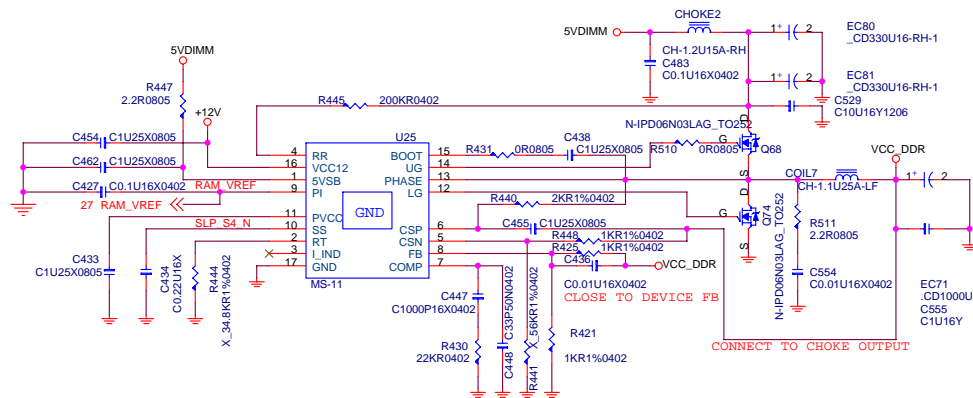 CHOKE2
5VDIMM
CH-1.2U15A-RH
C483
C0.1U16X0402
1 + 2
EC80
_CD330U16-RH-1
1 + 2
EC81
_CD330U16-RH-1
C529
C10U16Y1206
5VDIMM
R447
2.2R0805
+12V
R445 200KR0402
C454 C1U25X0805
C462 C1U25X0805
C427 C0.1U16X0402
RAM_VREF
27 RAM_VREF
SLP_S4_N
U25
4 RR
16 VCC12
1 5VSB
9 PI
11 PVCC
10 SS
2 RT
3 I_IND
17 GND
GND
BOOT 15
UG 14
PHASE 13
LG 12
CSP 6
CSN 5
FB 8
COMP 7
MS-11
R431 0R0805
C438
C1U25X0805
N-IPD06N03LAG_TO252
R510 0R0805
D
G
S
Q68
R440 2KR1%0402
C455 C1U25X0805
R448 1KR1%0402
R425 1KR1%0402
C436
C0.01U16X0402
VCC_DDR
CLOSE TO DEVICE FB
D
G
S
Q74
N-IPD06N03LAG_TO252
COIL7
CH-1.1U25A-LF
VCC_DDR
1 + 2
R511
2.2R0805
C554
C0.01U16X0402
EC71
.CD1000U
C555
C1U16Y
CONNECT TO CHOKE OUTPUT
C433
C1U25X0805
C434
C0.22U16X
R444
X_34.8KR1%0402
C447
C1000P16X0402
R430
22KR0402
C448
C33P50N0402
R441
X_56KR1%0402
R421
1KR1%0402